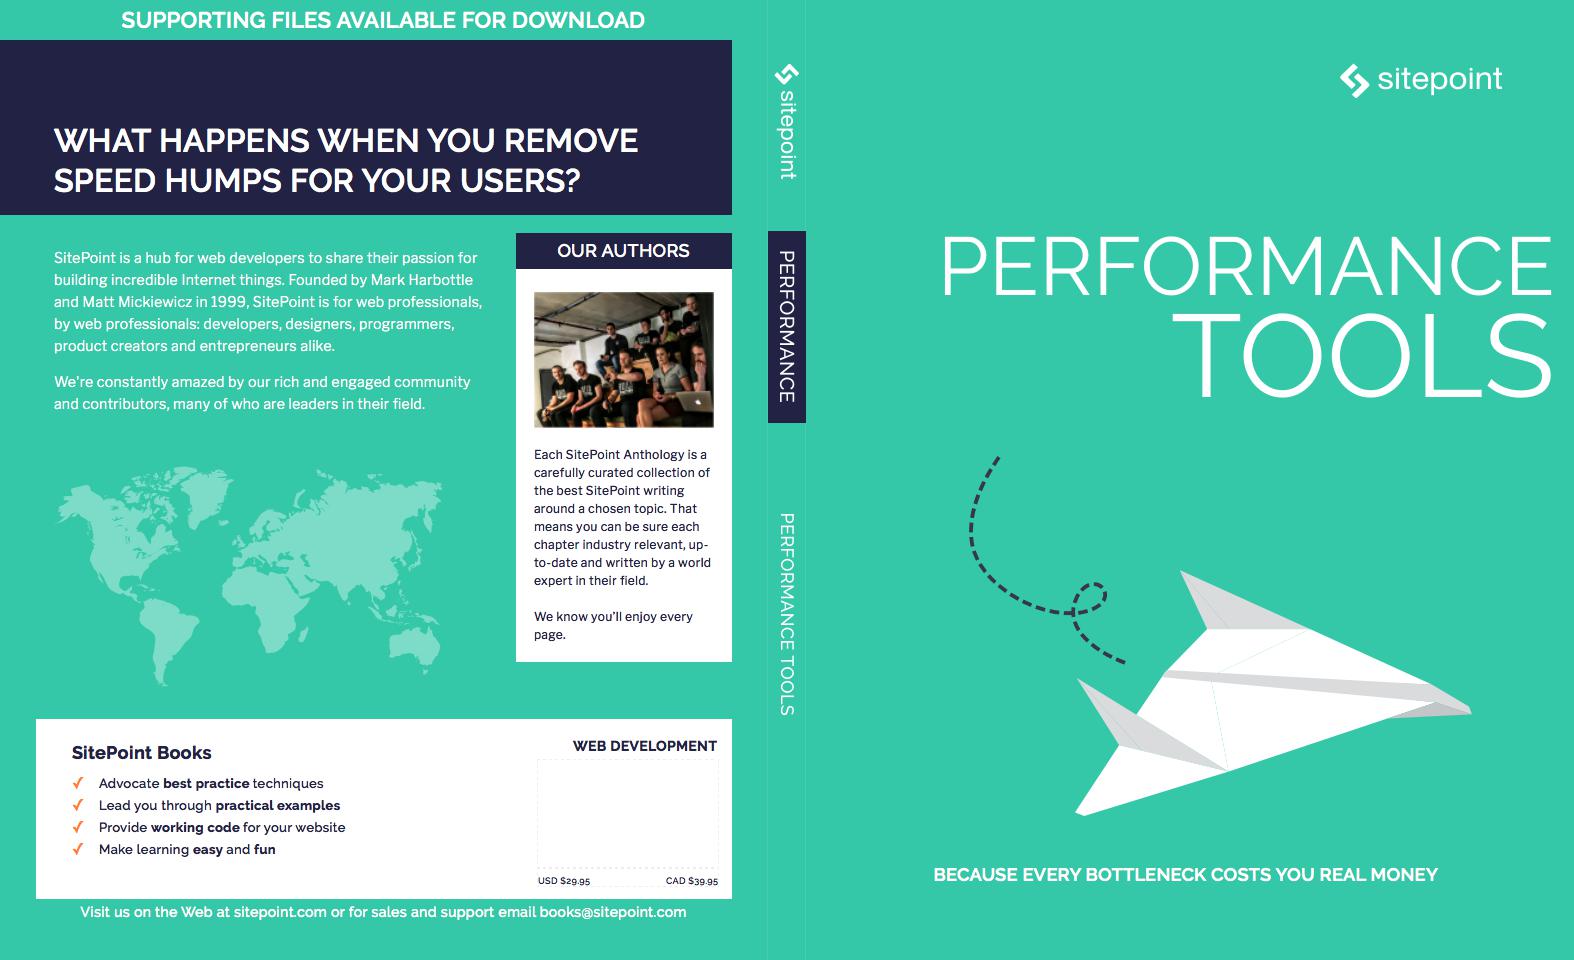 SUPPORTING FILES AVAILABLE FOR DOWNLOAD
WHAT HAPPENS WHEN YOU REMOVE
SPEED HUMPS FOR YOUR USERS?
SitePoint is a hub for web developers to share their passion for
building incredible Internet things. Founded by Mark Harbottle
and Matt Mickiewicz in 1999, SitePoint is for web professionals,
by web professionals: developers, designers, programmers,
product creators and entrepreneurs alike.
We're constantly amazed by our rich and engaged community
and contributors, many of who are leaders in their field.
OUR AUTHORS
Each SitePoint Anthology is a
carefully curated collection of
the best SitePoint writing
around a chosen topic. That
means you can be sure each
chapter industry relevant, up-
to-date and written by a world
expert in their field.
We know you'll enjoy every
page.
SitePoint Books
✓ Advocate best practice techniques
✓ Lead you through practical examples
✓ Provide working code for your website
✓ Make learning easy and fun
WEB DEVELOPMENT
USD $29.95 CAD $39.95
Visit us on the Web at sitepoint.com or for sales and support email books@sitepoint.com
sitepoint
PERFORMANCE
PERFORMANCE TOOLS
sitepoint
PERFORMANCE
TOOLS
BECAUSE EVERY BOTTLENECK COSTS YOU REAL MONEY